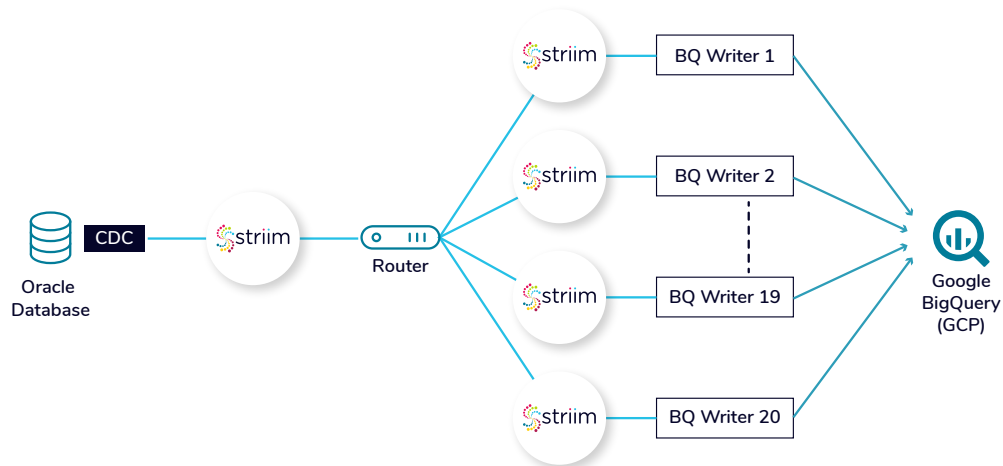 striim
BQ Writer 1
striim
BQ Writer 2
CDC
striim
Router
Oracle
Database
striim
BQ Writer 19
Google
BigQuery
(GCP)
striim
BQ Writer 20